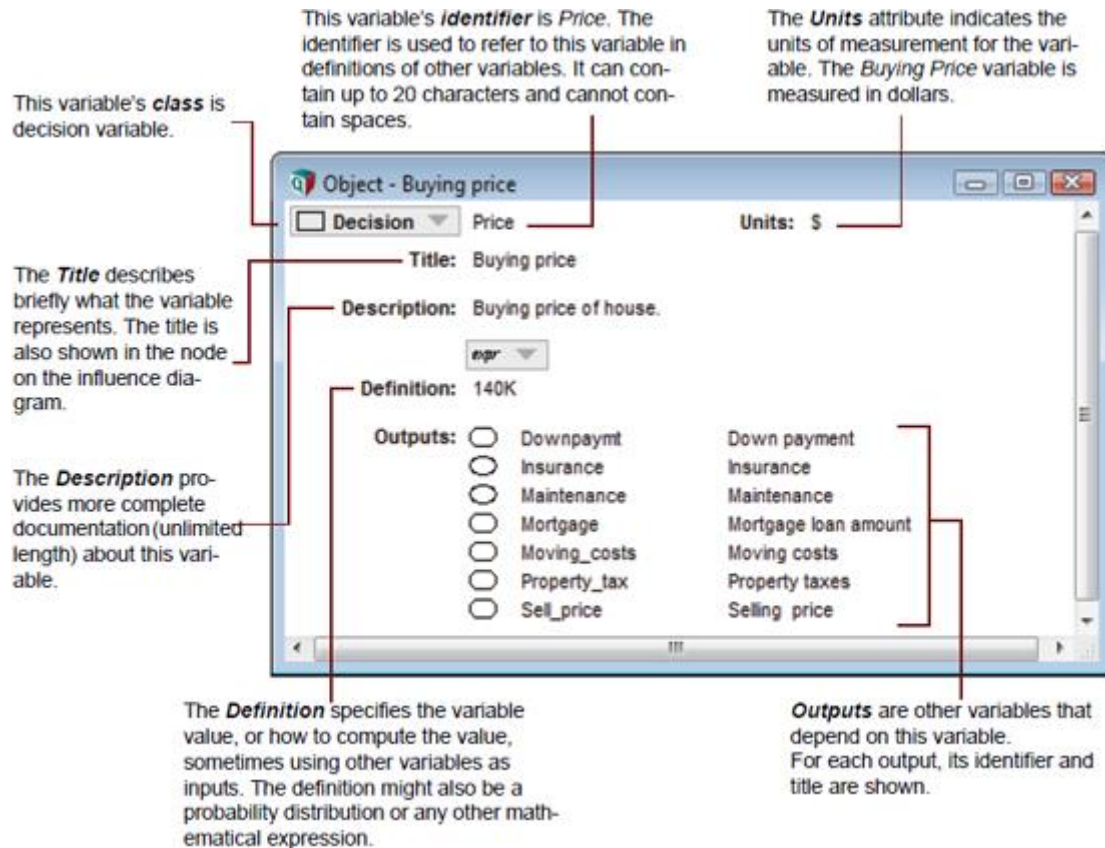 This variable's identifier is Price. The
identifier is used to refer to this variable in
definitions of other variables. It can con-
tain up to 20 characters and cannot con-
tain spaces.
The Units attribute indicates the
units of measurement for the vari-
able. The Buying Price variable is
measured in dollars.
This variable's class is
decision variable.
Object - Buying price
Decision Price Units: $
Title: Buying price
The Title describes
briefly what the variable
represents. The title is
also shown in the node
on the influence dia-
gram.
Description: Buying price of house.
expr
Definition: 140K
Outputs: Downpaymt Down payment
Insurance Insurance
Maintenance Maintenance
Mortgage Mortgage loan amount
Moving_costs Moving costs
Property_tax Property taxes
Sell_price Selling price
The Description pro-
vides more complete
documentation (unlimited
length) about this vari-
able.
The Definition specifies the variable
value, or how to compute the value,
sometimes using other variables as
inputs. The definition might also be a
probability distribution or any other math-
ematical expression.
Outputs are other variables that
depend on this variable.
For each output, its identifier and
title are shown.